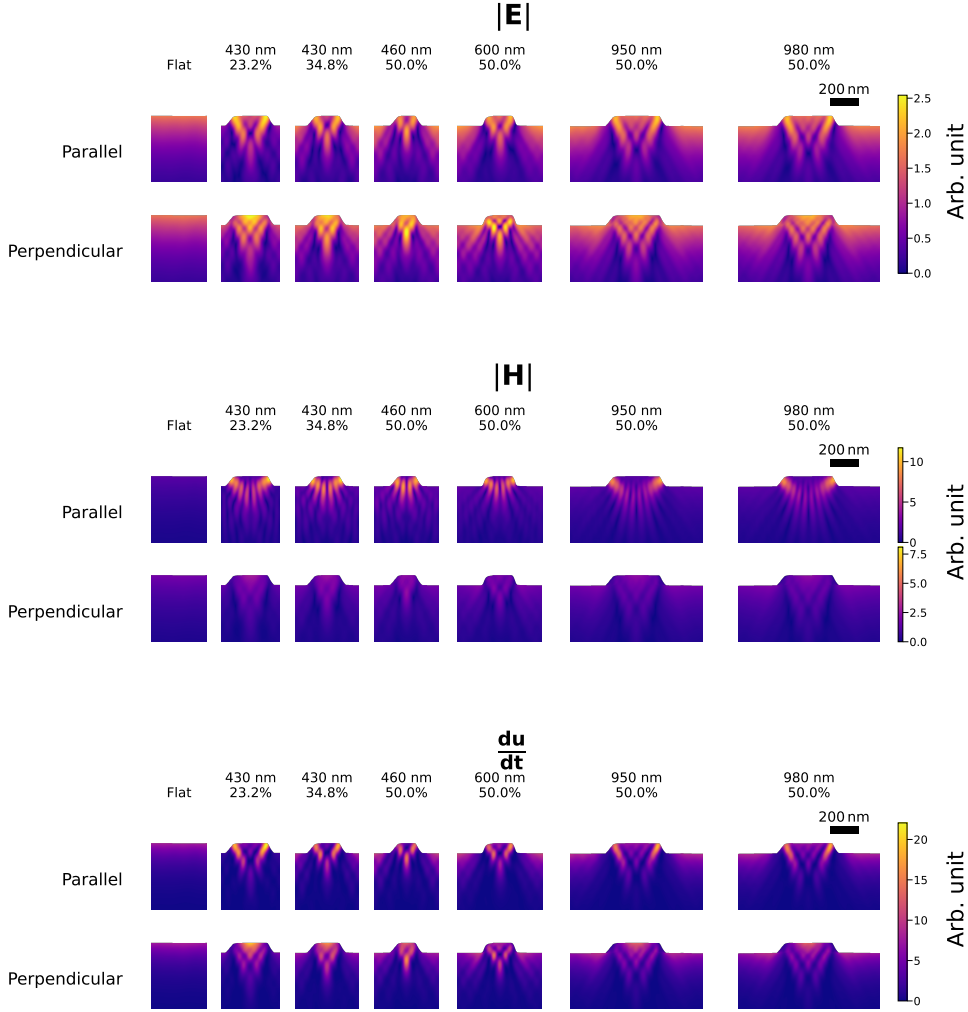 |E|
Flat 430 nm 23.2% 430 nm 34.8% 460 nm 50.0% 600 nm 50.0% 950 nm 50.0% 980 nm 50.0%
200 nm
Parallel
Perpendicular
2.5
2.0
1.5
1.0
0.5
0.0
Arb. unit
|H|
Flat 430 nm 23.2% 430 nm 34.8% 460 nm 50.0% 600 nm 50.0% 950 nm 50.0% 980 nm 50.0%
200 nm
Parallel
10
5
0
Arb. unit
Perpendicular
7.5
5.0
2.5
0.0
Arb. unit
du
dt
Flat 430 nm 23.2% 430 nm 34.8% 460 nm 50.0% 600 nm 50.0% 950 nm 50.0% 980 nm 50.0%
200 nm
Parallel
Perpendicular
20
15
10
5
0
Arb. unit